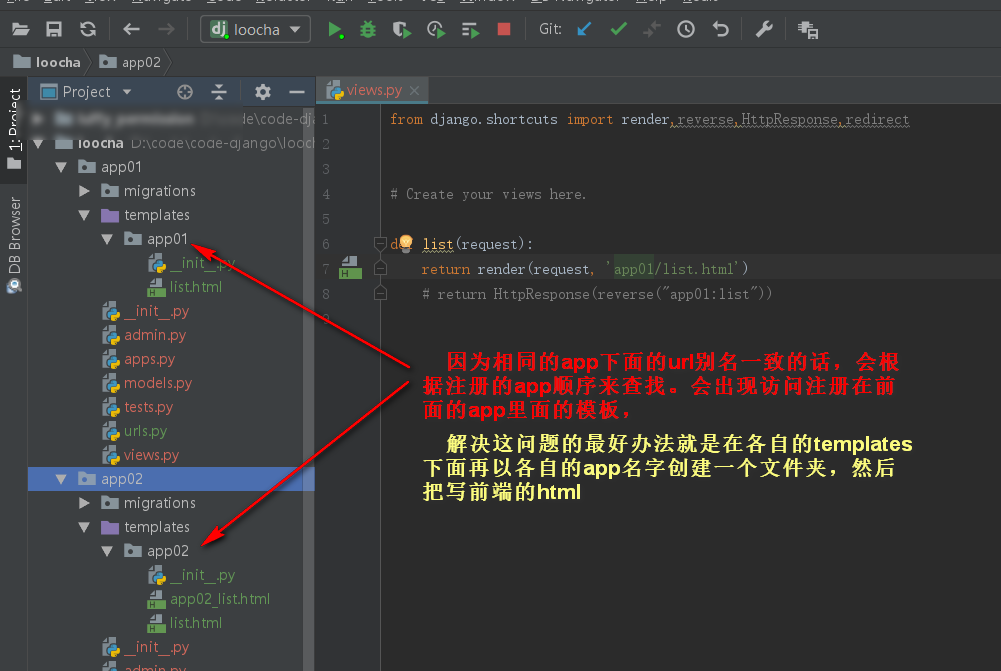 loocha
Git:
loocha
app02
Project
views.py
1: Project
DB Browser
loocha D:\code\code-django\looch
app01
migrations
templates
app01
__init__.py
list.html
__init__.py
admin.py
apps.py
models.py
tests.py
urls.py
views.py
app02
migrations
templates
app02
__init__.py
app02_list.html
list.html
__init__.py
admin.py
1 from django.shortcuts import render,reverse,HttpResponse,redirect
2
3
4 # Create your views here.
5
6 def list(request):
7 return render(request, 'app01/list.html')
8 # return HttpResponse(reverse("app01:list"))
9
因为相同的app下面的url别名一致的话，会根
据注册的app顺序来查找。会出现访问注册在前
面的app里面的模板，
解决这问题的最好办法就是在各自的templates
下面再以各自的app名字创建一个文件夹，然后
把写前端的html